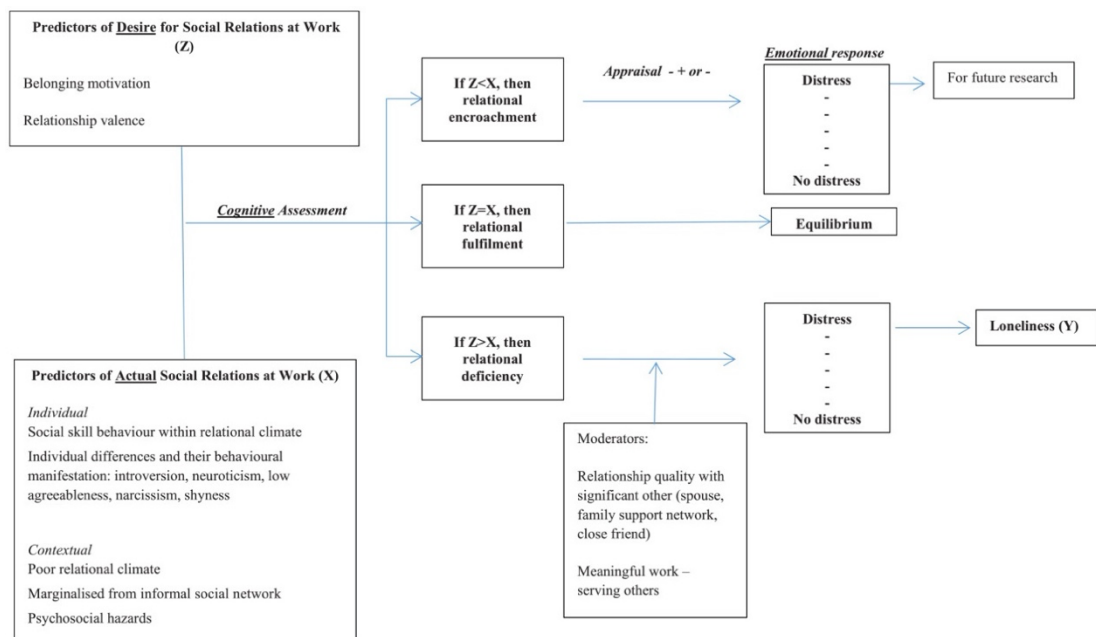 Predictors of Desire for Social Relations at Work
(Z)
Belonging motivation
Relationship valence
Cognitive Assessment
Predictors of Actual Social Relations at Work (X)
Individual
Social skill behaviour within relational climate
Individual differences and their behavioural
manifestation: introversion, neuroticism, low
agreeableness, narcissism, shyness
Contextual
Poor relational climate
Marginalised from informal social network
Psychosocial hazards
If Z<X, then
relational
encroachment
Appraisal - + or -
Emotional response
Distress
-
-
-
-
-
No distress
For future research
If Z=X, then
relational
fulfilment
Equilibrium
If Z>X, then
relational
deficiency
Moderators:
Relationship quality with
significant other (spouse,
family support network,
close friend)
Meaningful work –
serving others
Distress
-
-
-
-
-
No distress
Loneliness (Y)